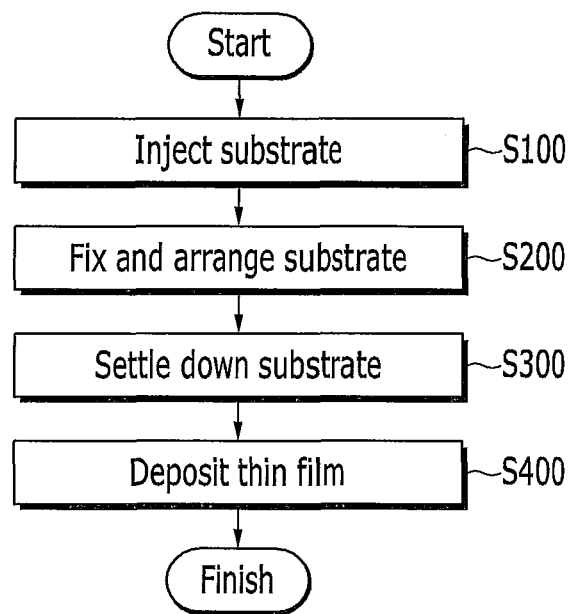 Start
Inject substrate S100
Fix and arrange substrate S200
Settle down substrate S300
Deposit thin film S400
Finish